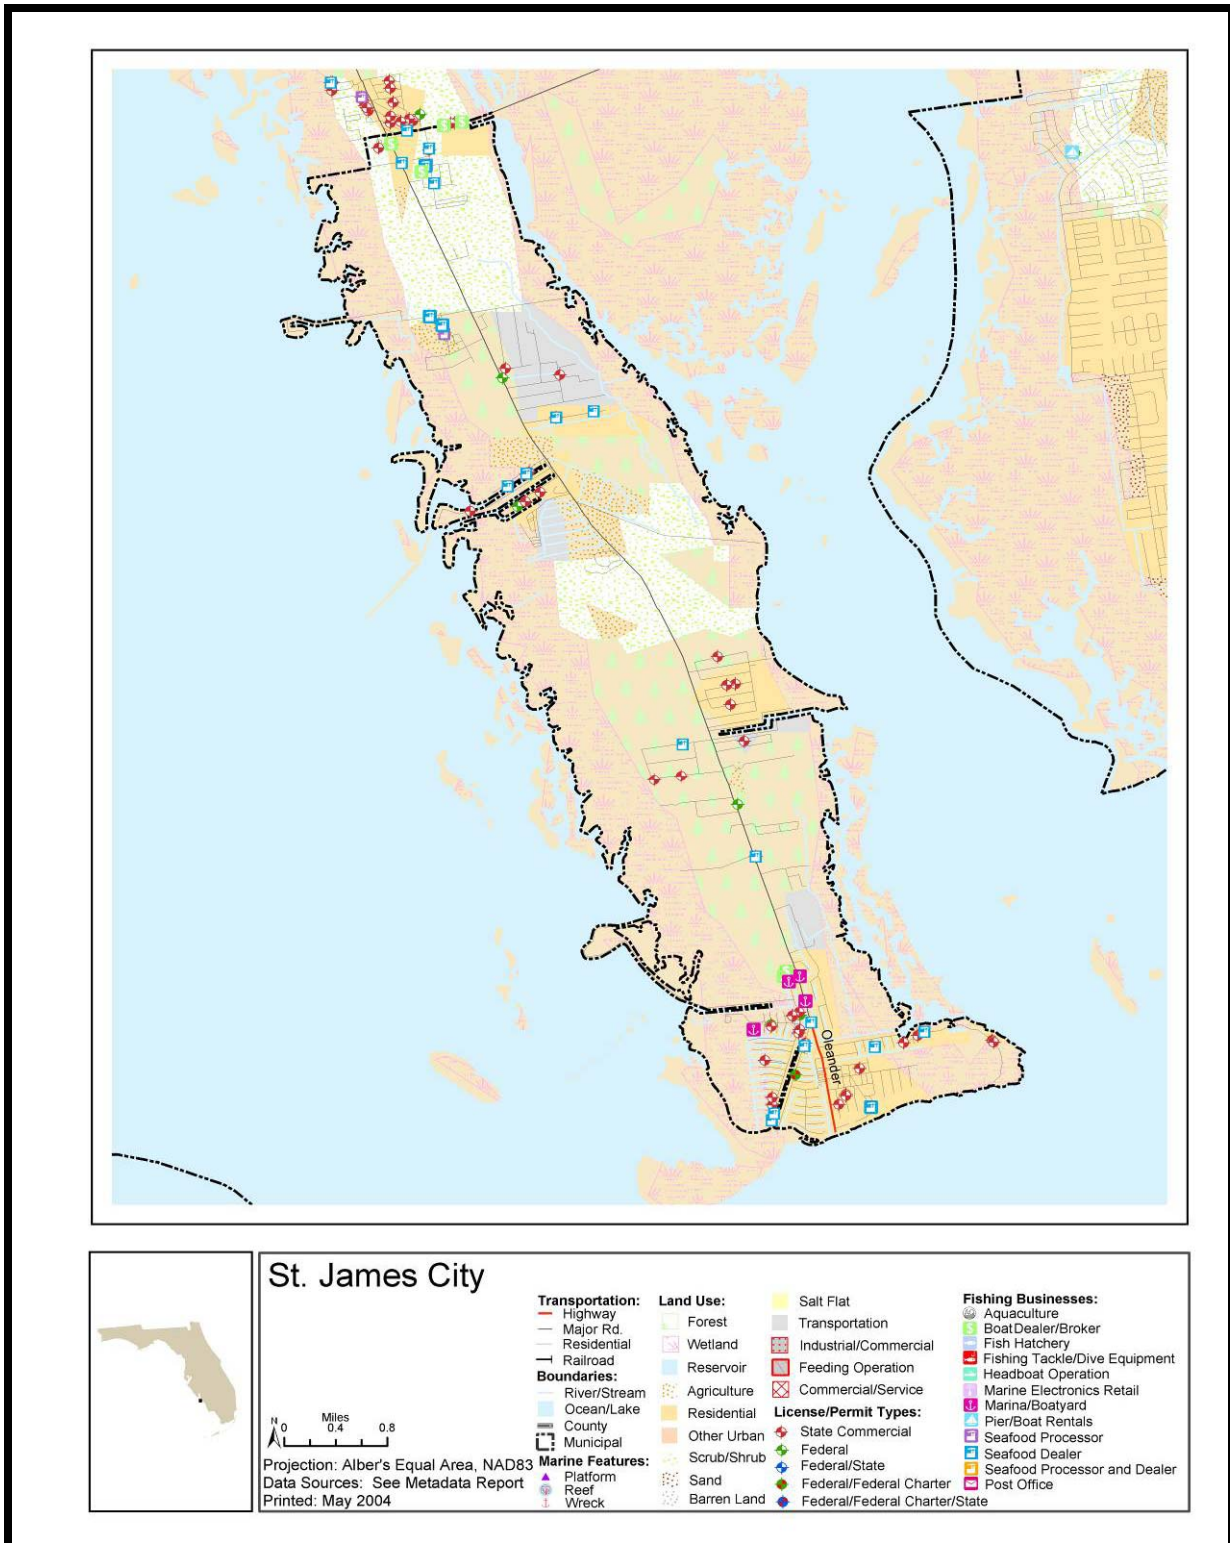 Oleander
St. James City
N
Miles
0 0.4 0.8
Projection: Alber's Equal Area, NAD83
Data Sources: See Metadata Report
Printed: May 2004
Transportation:
Highway
Major Rd.
Residential
Railroad
Boundaries:
River/Stream
Ocean/Lake
County
Municipal
Marine Features:
Platform
Reef
Wreck
Land Use:
Forest
Wetland
Reservoir
Agriculture
Residential
Other Urban
Scrub/Shrub
Sand
Barren Land
Salt Flat
Transportation
Industrial/Commercial
Feeding Operation
Commercial/Service
License/Permit Types:
State Commercial
Federal
Federal/State
Federal/Federal Charter
Federal/Federal Charter/State
Fishing Businesses:
Aquaculture
Boat Dealer/Broker
Fish Hatchery
Fishing Tackle/Dive Equipment
Headboat Operation
Marine Electronics Retail
Marina/Boatyard
Pier/Boat Rentals
Seafood Processor
Seafood Dealer
Seafood Processor and Dealer
Post Office